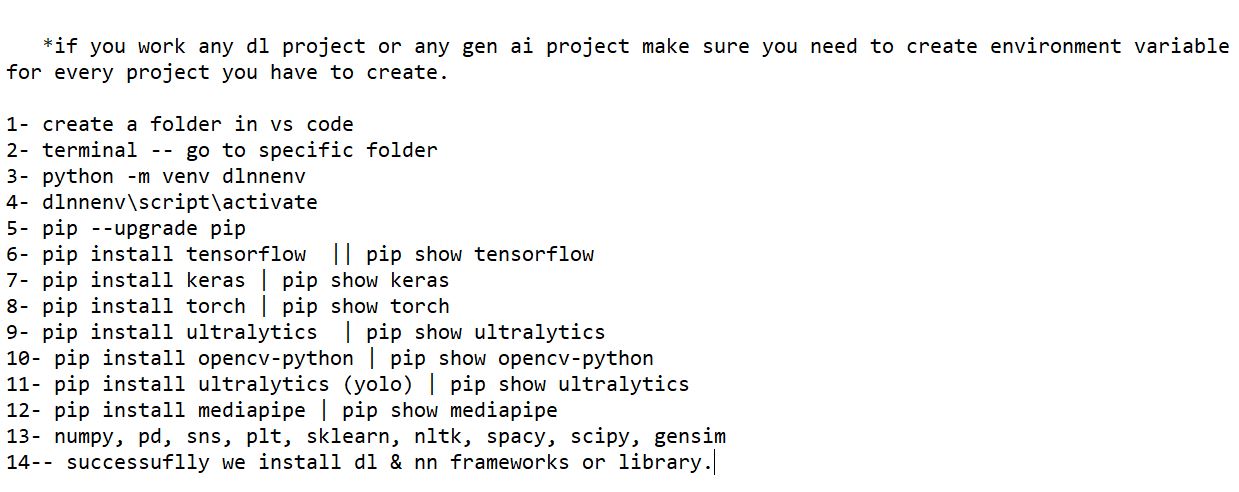 *if you work any dl project or any gen ai project make sure you need to create environment variable
for every project you have to create.
1- create a folder in vs code
2- terminal -- go to specific folder
3- python -m venv dlnnenv
4- dlnnenv\script\activate
5- pip --upgrade pip
6- pip install tensorflow  || pip show tensorflow
7- pip install keras | pip show keras
8- pip install torch | pip show torch
9- pip install ultralytics  | pip show ultralytics
10- pip install opencv-python | pip show opencv-python
11- pip install ultralytics (yolo) | pip show ultralytics
12- pip install mediapipe | pip show mediapipe
13- numpy, pd, sns, plt, sklearn, nltk, spacy, scipy, gensim
14-- successuflly we install dl & nn frameworks or library.